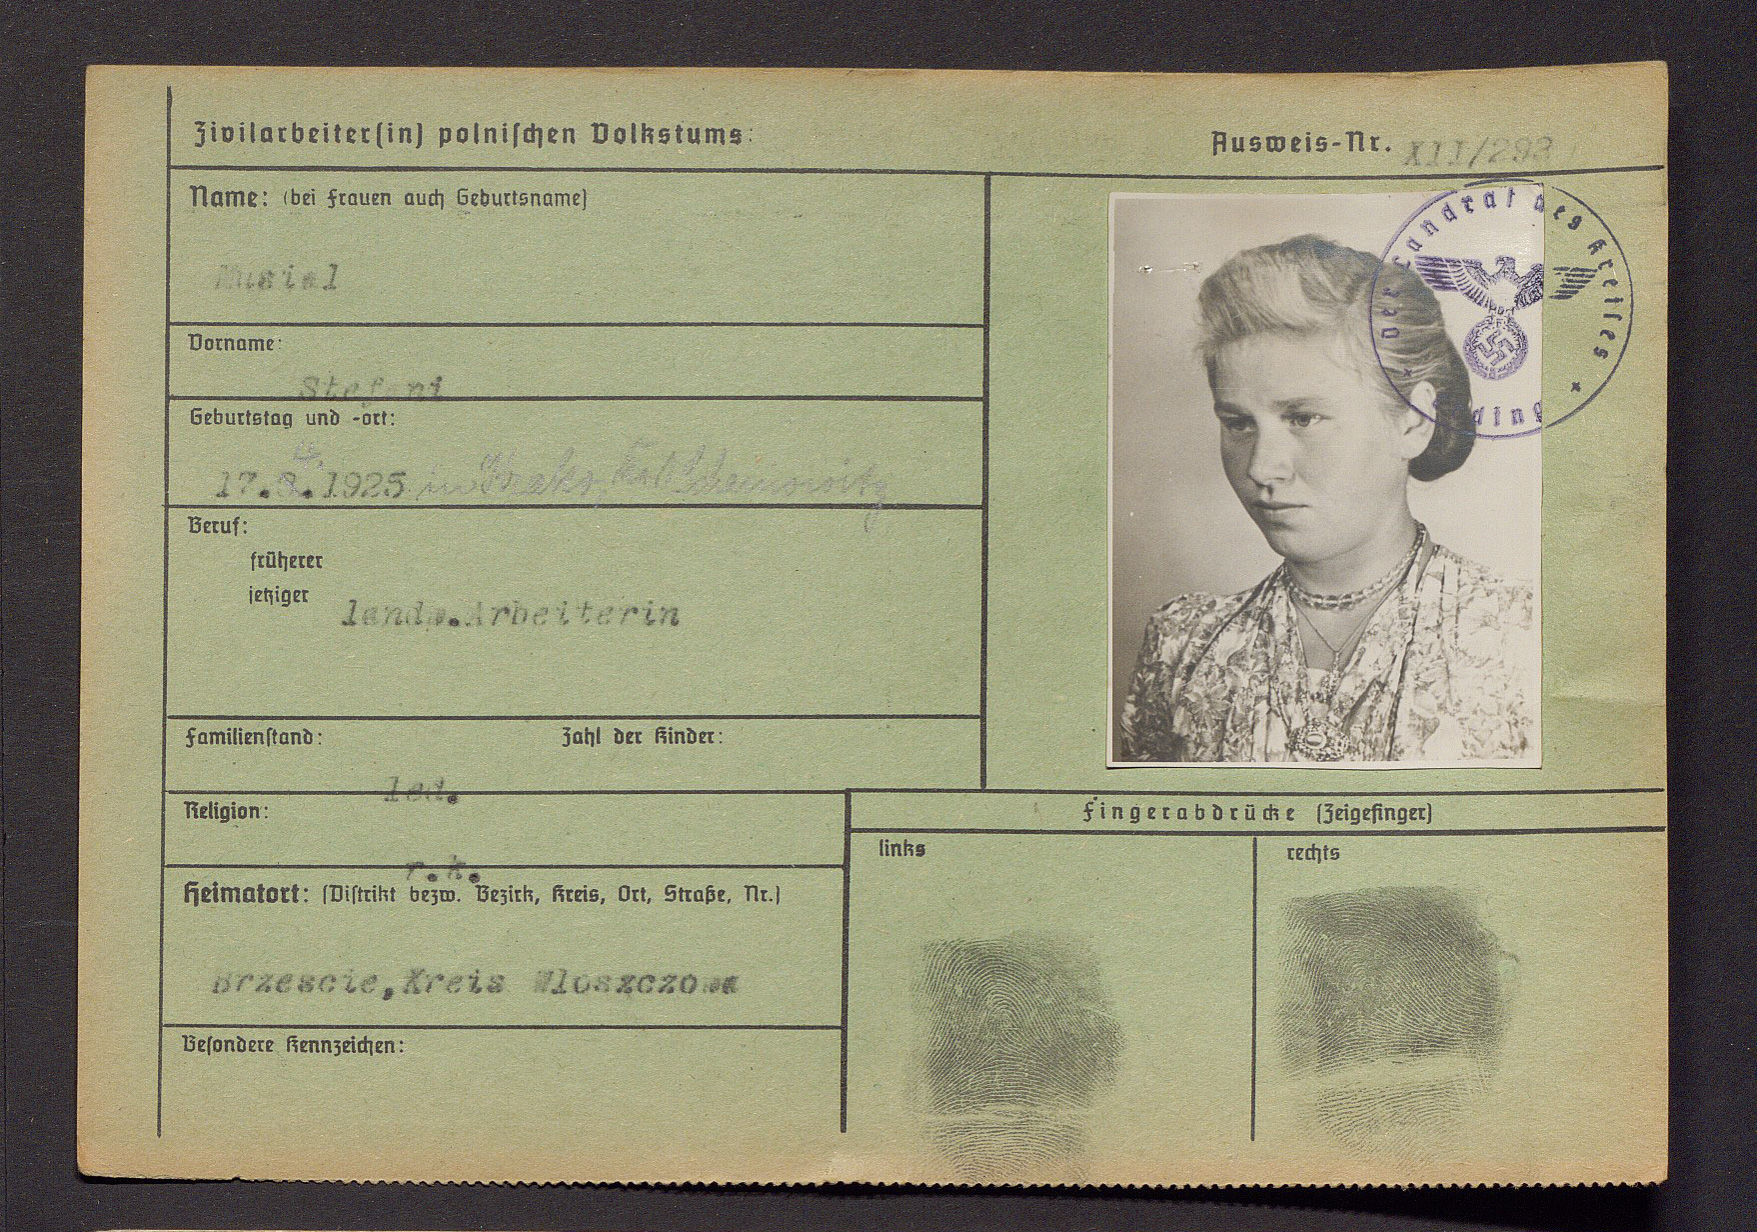 Zivilarbeiter(in) polnischen Volkstums:
Ausweis-Nr. XII/293
Name: (bei Frauen auch Geburtsname)
Musial
Vorname:
Stefani
Geburtstag und -ort:
17. 4. 1925 in
Beruf:
früherer
jetziger
landw. Arbeiterin
Familienstand: Zahl der Kinder:
led.
Religion:
r.k.
Heimatort: (Distrikt bezw. Bezirk, Kreis, Ort, Straße, Nr.)
Brzescie, Kreis Wloszczowa
Besondere Kennzeichen:
Der Landrat des Kreises
Fingerabdrücke (Zeigefinger)
links
rechts